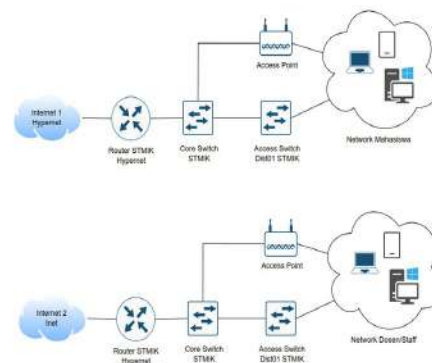 Access Point
Internet 1
Hypernet
Router STMIK
Hypernet
Core Switch
STMIK
Access Switch
Dist01 STMIK
Network Mahasiswa
Access Point
Internet 2
Inet
Router STMIK
Hypernet
Core Switch
STMIK
Access Switch
Dist01 STMIK
Network Dosen/Staff